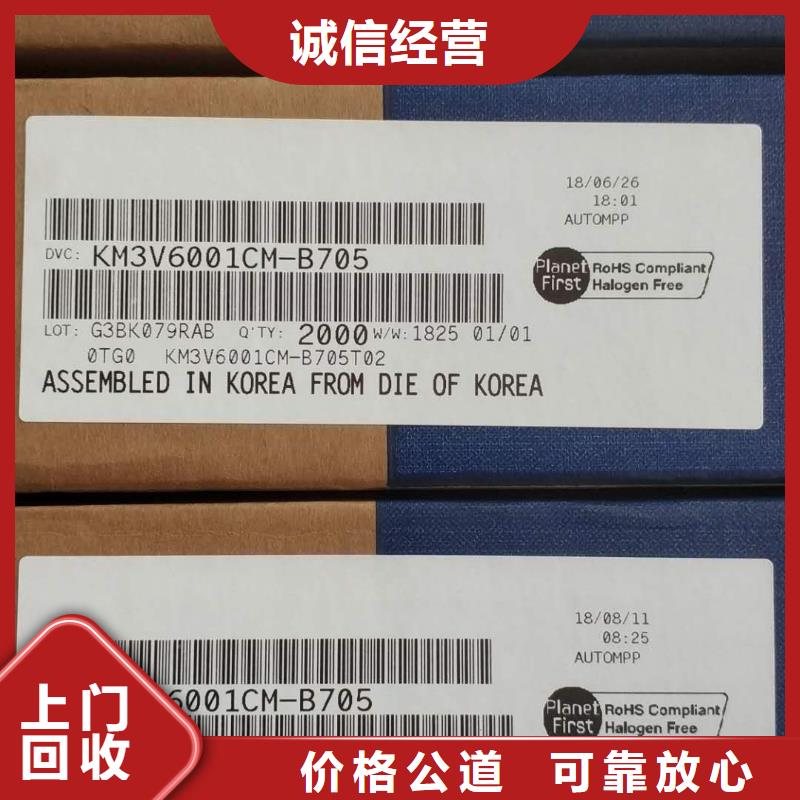 诚信经营
18/06/26
18:01
AUTOMPP
DVC: KM3V6001CM-B705
Planet First
RoHS Compliant
Halogen Free
LOT: G3BK079RAB Q'TY: 2000 W/W: 1825 01/01
0TG0 KM3V6001CM-B705T02
ASSEMBLED IN KOREA FROM DIE OF KOREA
18/08/11
08:25
AUTOMPP
6001CM-B705
Planet First
RoHS Compliant
Halogen Free
上门
回收
价格公道 可靠放心